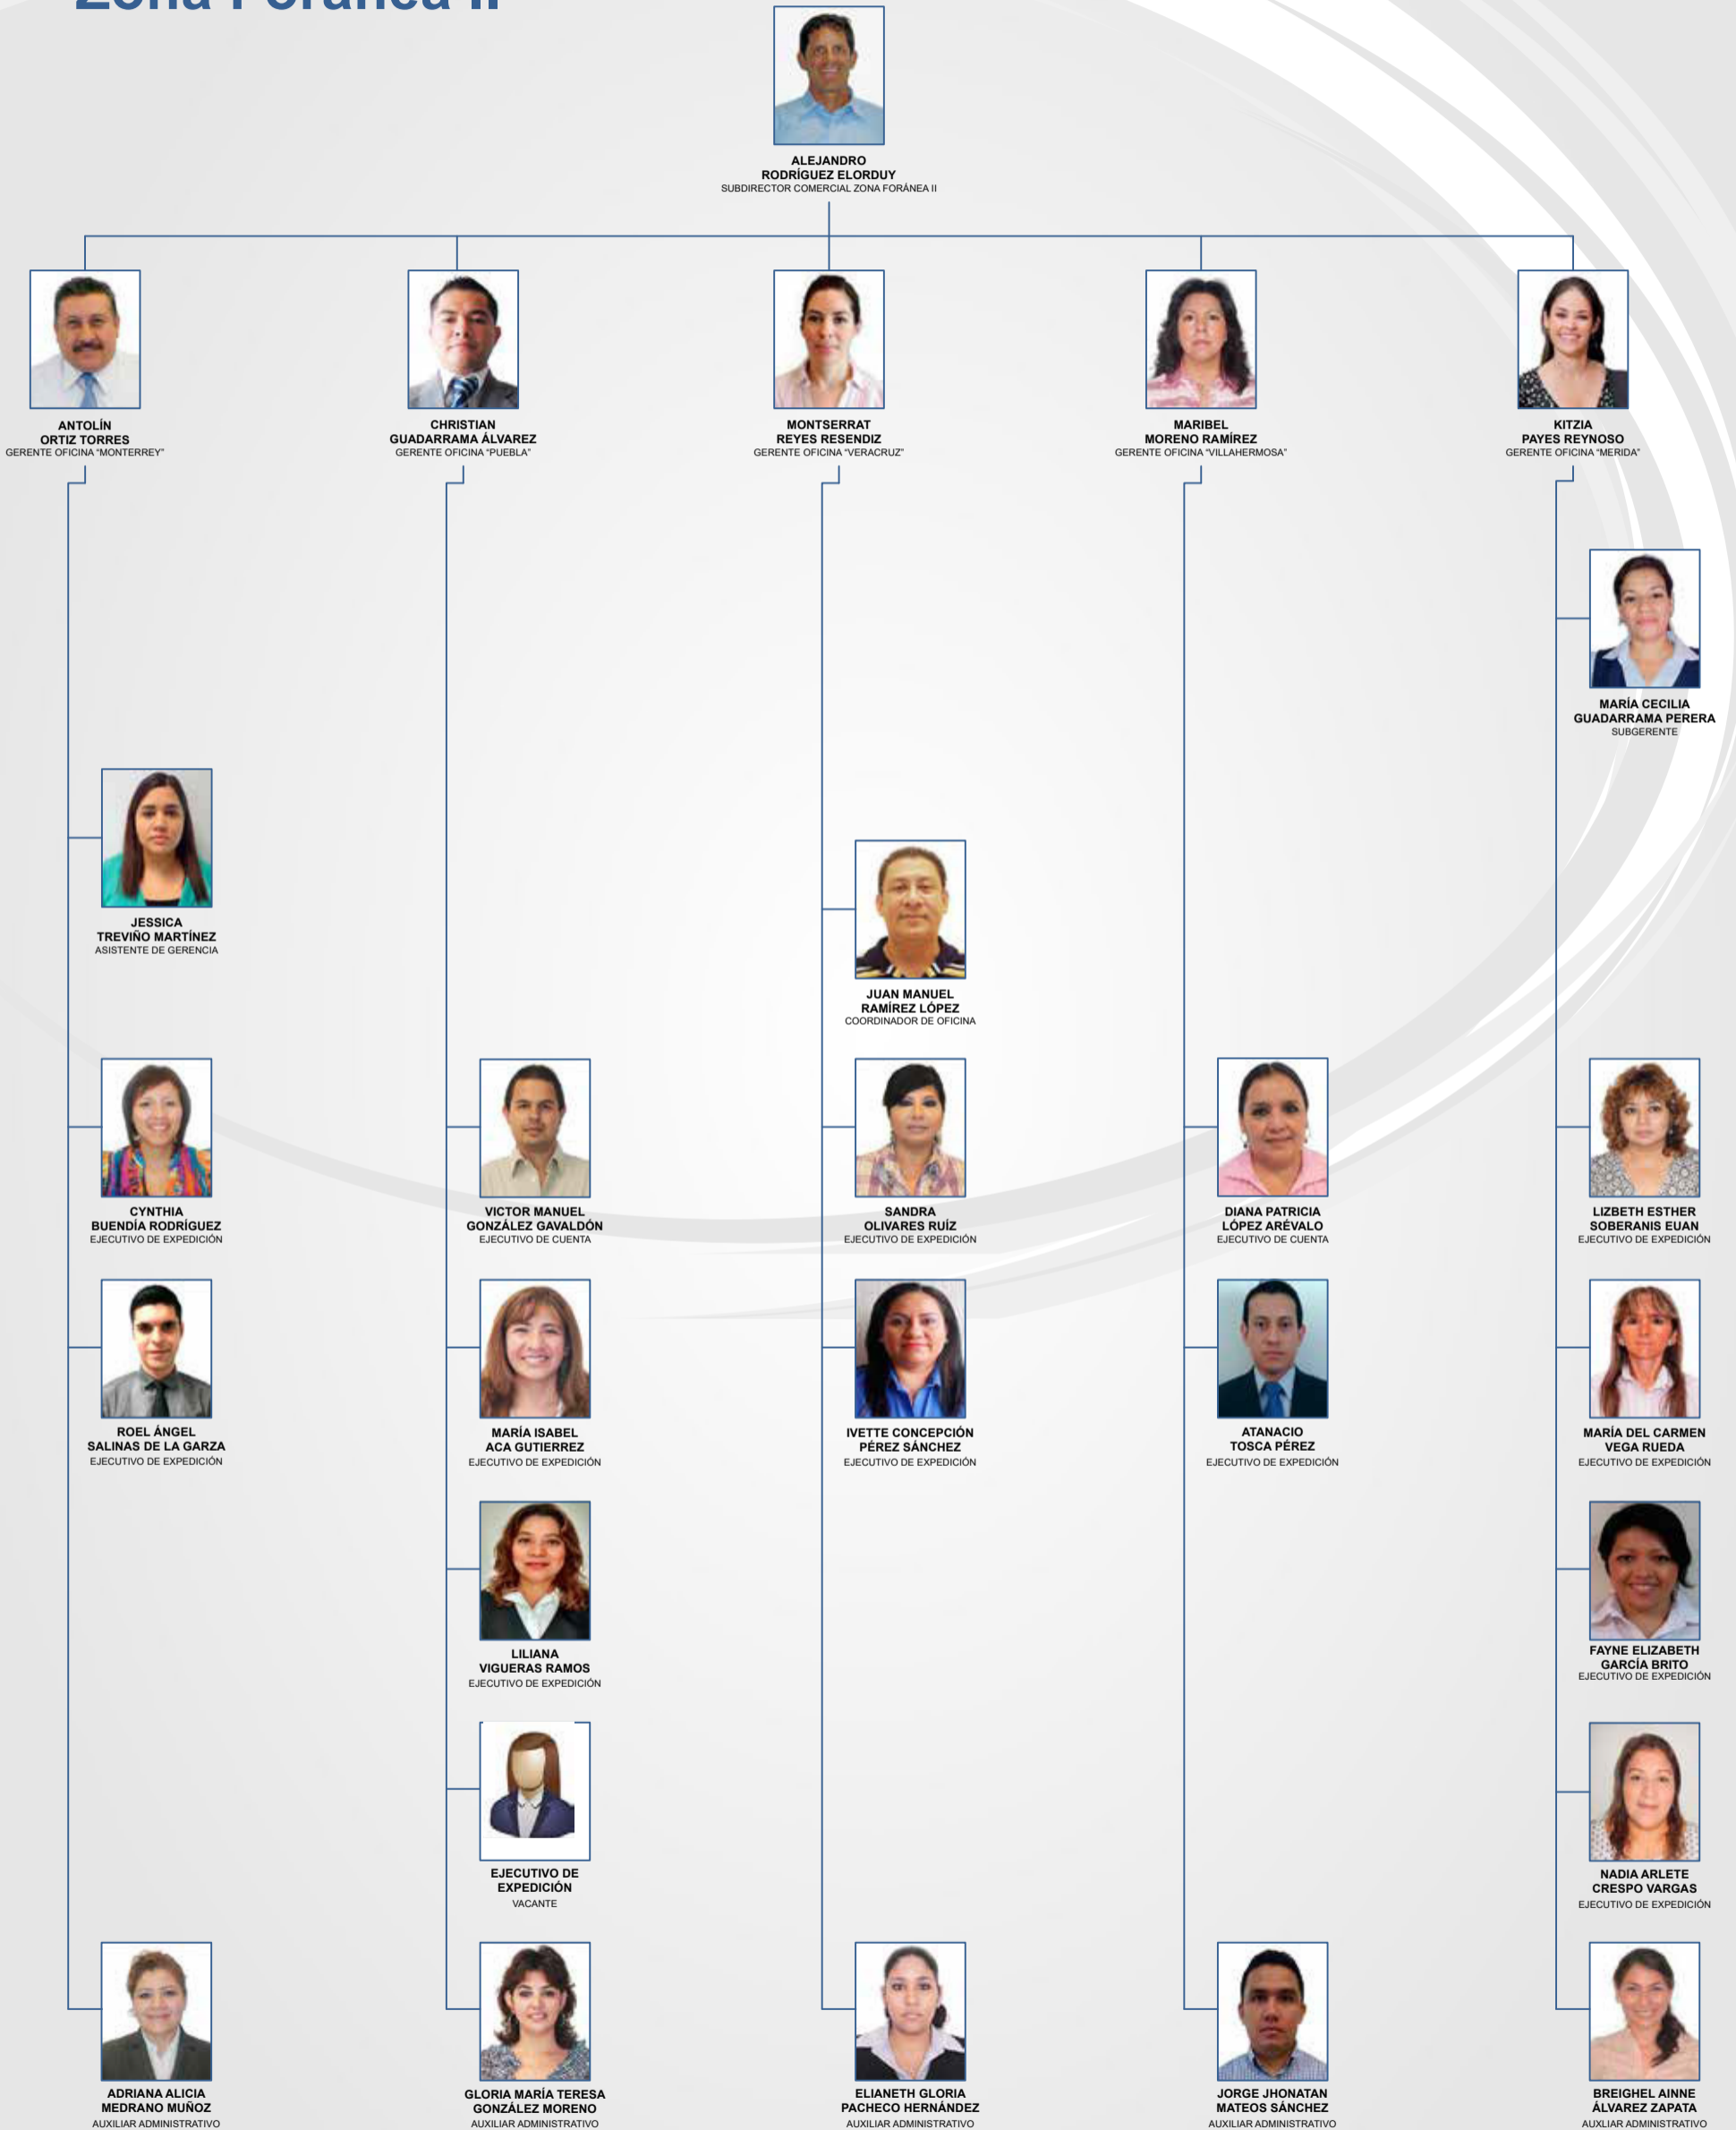 Zona Foránea II
ALEJANDRO
RODRÍGUEZ ELORDUY
SUBDIRECTOR COMERCIAL ZONA FORÁNEA II
ANTOLÍN
ORTIZ TORRES
GERENTE OFICINA “MONTERREY”
CHRISTIAN
GUADARRAMA ÁLVAREZ
GERENTE OFICINA “PUEBLA”
MONTSERRAT
REYES RESENDIZ
GERENTE OFICINA “VERACRUZ”
MARIBEL
MORENO RAMÍREZ
GERENTE OFICINA “VILLAHERMOSA”
KITZIA
PAYES REYNOSO
GERENTE OFICINA “MERIDA”
MARÍA CECILIA
GUADARRAMA PERERA
SUBGERENTE
JESSICA
TREVIÑO MARTÍNEZ
ASISTENTE DE GERENCIA
JUAN MANUEL
RAMÍREZ LÓPEZ
COORDINADOR DE OFICINA
CYNTHIA
BUENDÍA RODRÍGUEZ
EJECUTIVO DE EXPEDICIÓN
VICTOR MANUEL
GONZÁLEZ GAVALDÓN
EJECUTIVO DE CUENTA
SANDRA
OLIVARES RUÍZ
EJECUTIVO DE EXPEDICIÓN
DIANA PATRICIA
LÓPEZ ARÉVALO
EJECUTIVO DE CUENTA
LIZBETH ESTHER
SOBERANIS EUAN
EJECUTIVO DE EXPEDICIÓN
ROEL ÁNGEL
SALINAS DE LA GARZA
EJECUTIVO DE EXPEDICIÓN
MARÍA ISABEL
ACA GUTIERREZ
EJECUTIVO DE EXPEDICIÓN
IVETTE CONCEPCIÓN
PÉREZ SÁNCHEZ
EJECUTIVO DE EXPEDICIÓN
ATANACIO
TOSCA PÉREZ
EJECUTIVO DE EXPEDICIÓN
MARÍA DEL CARMEN
VEGA RUEDA
EJECUTIVO DE EXPEDICIÓN
LILIANA
VIGUERAS RAMOS
EJECUTIVO DE EXPEDICIÓN
FAYNE ELIZABETH
GARCÍA BRITO
EJECUTIVO DE EXPEDICIÓN
EJECUTIVO DE
EXPEDICIÓN
VACANTE
NADIA ARLETE
CRESPO VARGAS
EJECUTIVO DE EXPEDICIÓN
ADRIANA ALICIA
MEDRANO MUÑOZ
AUXILIAR ADMINISTRATIVO
GLORIA MARÍA TERESA
GONZÁLEZ MORENO
AUXILIAR ADMINISTRATIVO
ELIANETH GLORIA
PACHECO HERNÁNDEZ
AUXILIAR ADMINISTRATIVO
JORGE JHONATAN
MATEOS SÁNCHEZ
AUXILIAR ADMINISTRATIVO
BREIGHEL AINNE
ÁLVAREZ ZAPATA
AUXLIAR ADMINISTRATIVO